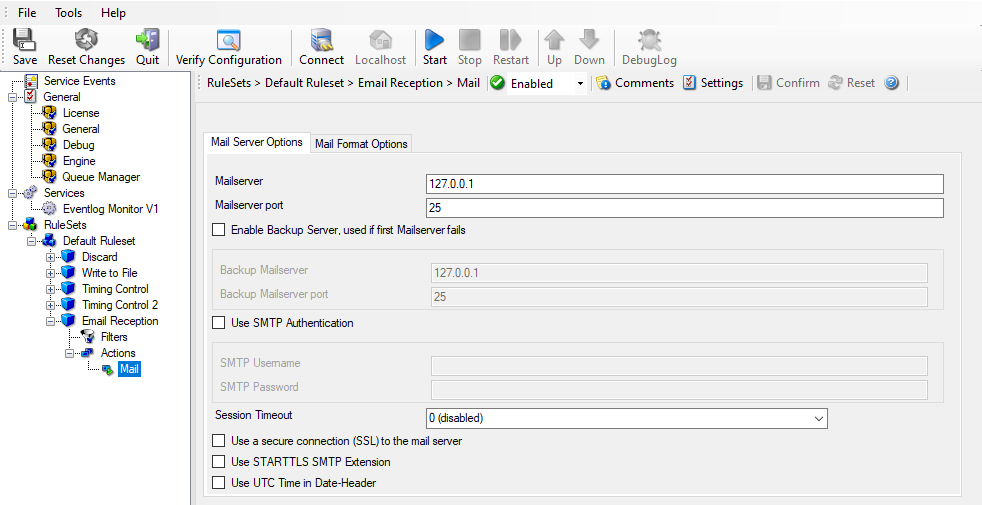 File Tools Help
Save Reset Changes Quit Verify Configuration Connect Localhost Start Stop Restart Up Down DebugLog
Service Events
General
License
General
Debug
Engine
Queue Manager
Services
Eventlog Monitor V1
RuleSets
Default Ruleset
Discard
Write to File
Timing Control
Timing Control 2
Email Reception
Filters
Actions
Mail
RuleSets > Default Ruleset > Email Reception > Mail Enabled Comments Settings Confirm Reset ?
Mail Server Options Mail Format Options
Mailserver 127.0.0.1
Mailserver port 25
Enable Backup Server, used if first Mailserver fails
Backup Mailserver 127.0.0.1
Backup Mailserver port 25
Use SMTP Authentication
SMTP Username
SMTP Password
Session Timeout 0 (disabled)
Use a secure connection (SSL) to the mail server
Use STARTTLS SMTP Extension
Use UTC Time in Date-Header